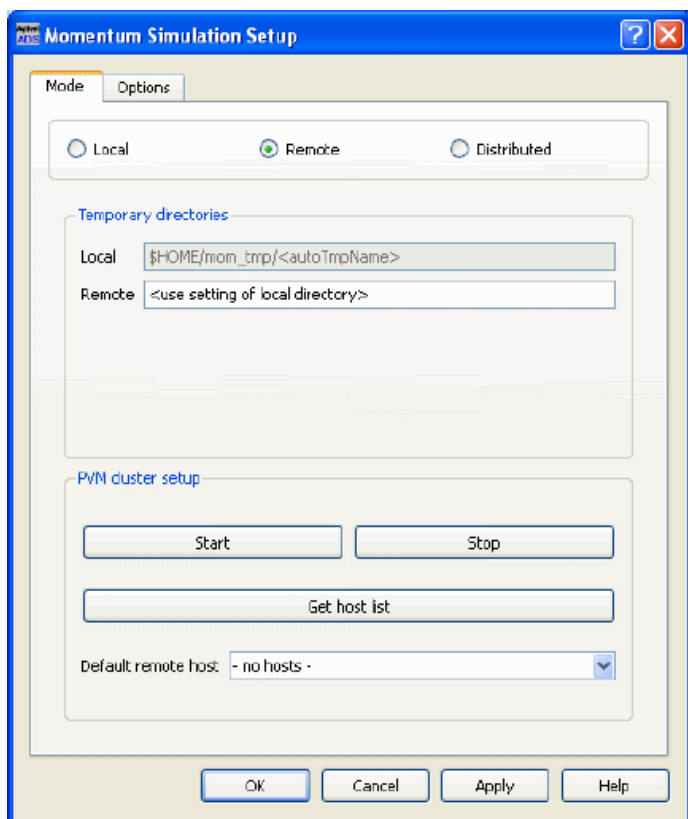 Momentum Simulation Setup
Mode Options
Local Remote Distributed
Temporary directories
Local $HOME/mom_tmp/<autoTmpName>
Remote <use setting of local directory>
PVM cluster setup
Start Stop
Get host list
Default remote host - no hosts -
OK Cancel Apply Help